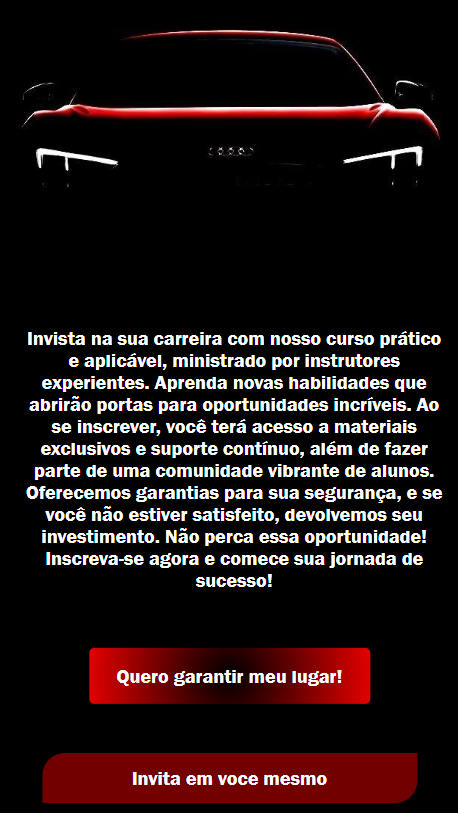 Invista na sua carreira com nosso curso prático
e aplicável, ministrado por instrutores
experientes. Aprenda novas habilidades que
abrirão portas para oportunidades incríveis. Ao
se inscrever, você terá acesso a materiais
exclusivos e suporte contínuo, além de fazer
parte de uma comunidade vibrante de alunos.
Oferecemos garantias para sua segurança, e se
você não estiver satisfeito, devolvemos seu
investimento. Não perca essa oportunidade!
Inscreva-se agora e comece sua jornada de
sucesso!
Quero garantir meu lugar!
Invita em voce mesmo